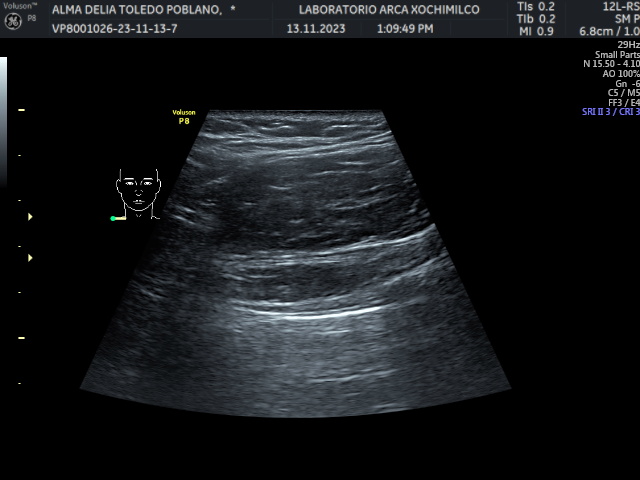 Voluson™
P8
ALMA DELIA TOLEDO POBLANO, *
LABORATORIO ARCA XOCHIMILCO
VP8001026-23-11-13-7
13.11.2023
1:09:49 PM
TIs 0.2
TIb 0.2
MI 0.9
12L-RS
SM P
6.8cm / 1.0
29Hz
Small Parts
N 15.50 - 4.10
AO 100%
Gn -6
C5 / M5
FF3 / E4
SRI II 3 / CRI 3
Voluson
P8